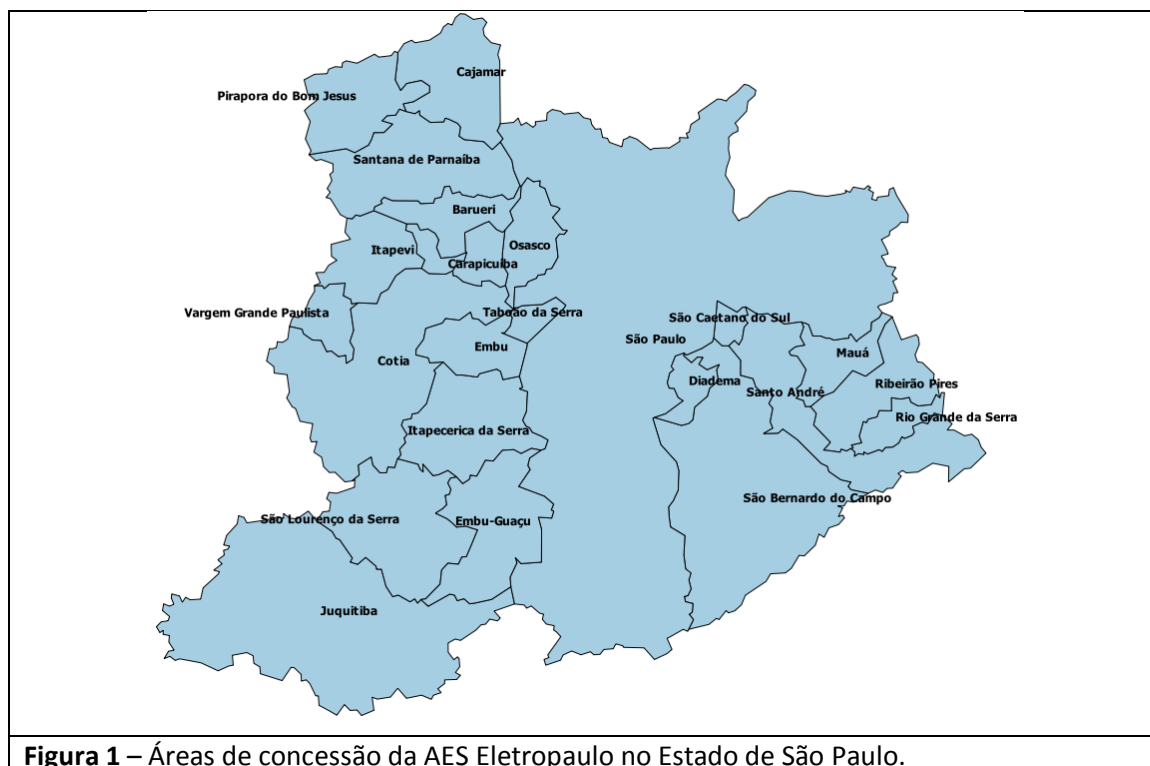 Cajamar
Pirapora do Bom Jesus
Santana de Parnaíba
Barueri
Itapevi
Osasco
Carapicuíba
Vargem Grande Paulista
Taboão da Serra
São Caetano do Sul
São Paulo
Embu
Cotia
Mauá
Diadema
Ribeirão Pires
Santo André
Rio Grande da Serra
Itapecerica da Serra
São Bernardo do Campo
São Lourenço da Serra
Embu-Guaçu
Juquitiba
Figura 1 – Áreas de concessão da AES Eletropaulo no Estado de São Paulo.